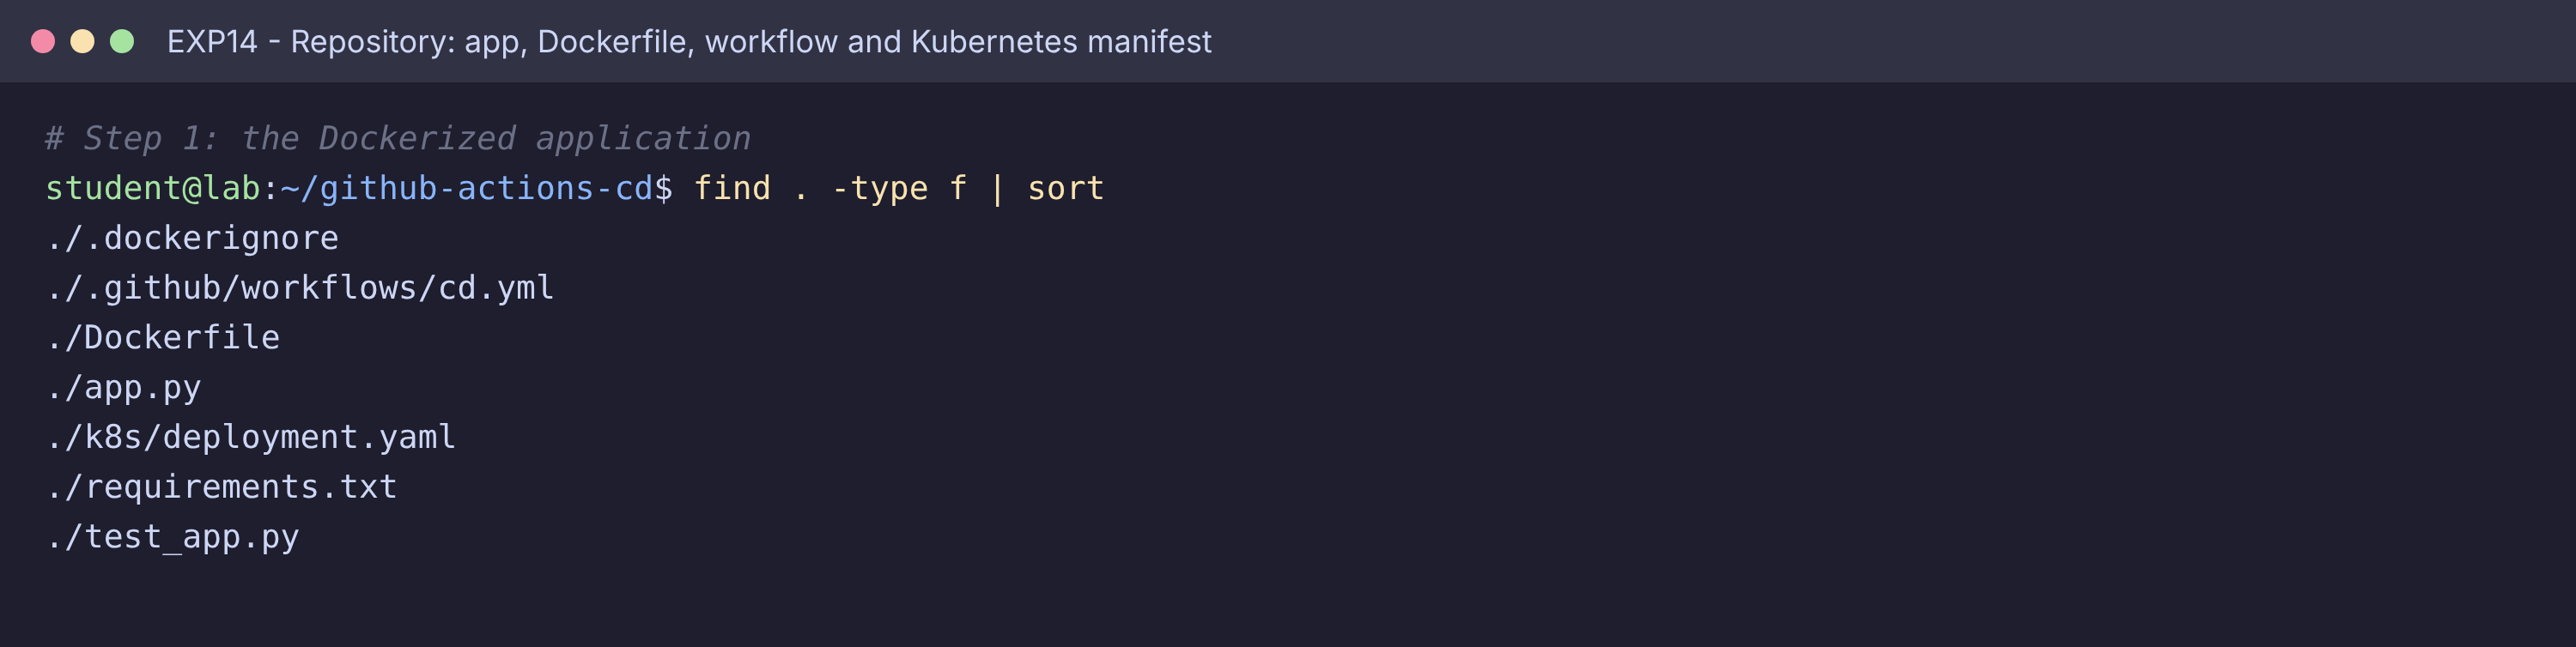 EXP14 - Repository: app, Dockerfile, workflow and Kubernetes manifest
# Step 1: the Dockerized application
student@lab:~/github-actions-cd$ find . -type f | sort
./.dockerignore
./.github/workflows/cd.yml
./Dockerfile
./app.py
./k8s/deployment.yaml
./requirements.txt
./test_app.py